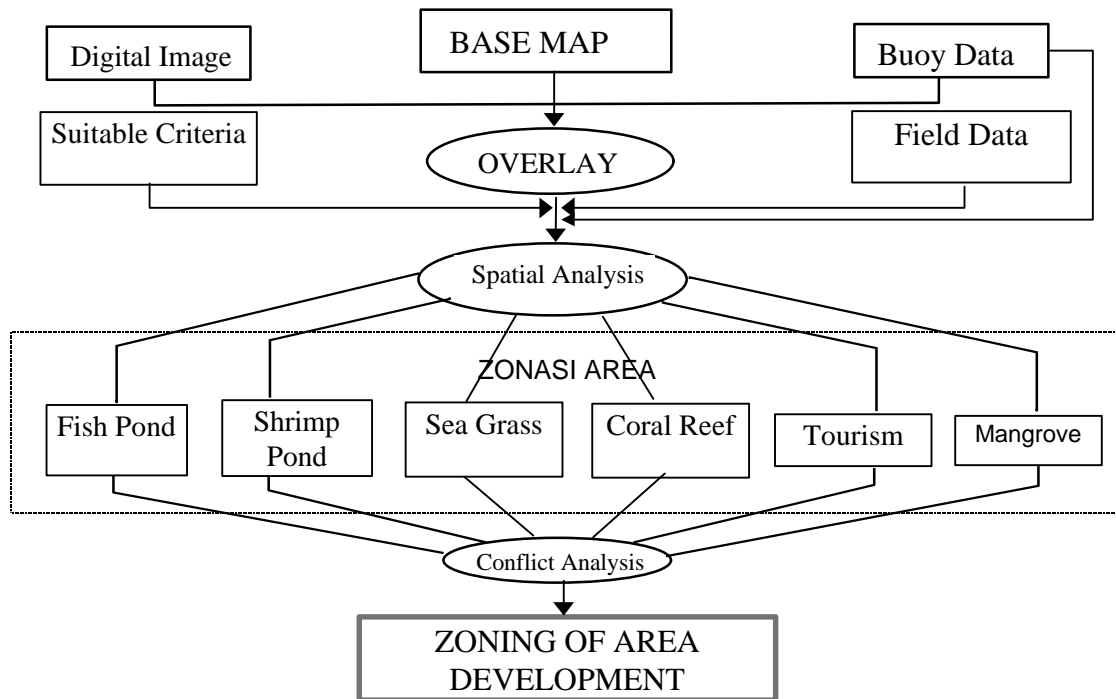 Digital Image
BASE MAP
Buoy Data
Suitable Criteria
OVERLAY
Field Data
Spatial Analysis
ZONASI AREA
Fish Pond
Shrimp
Pond
Sea Grass
Coral Reef
Tourism
Mangrove
Conflict Analysis
ZONING OF AREA
DEVELOPMENT